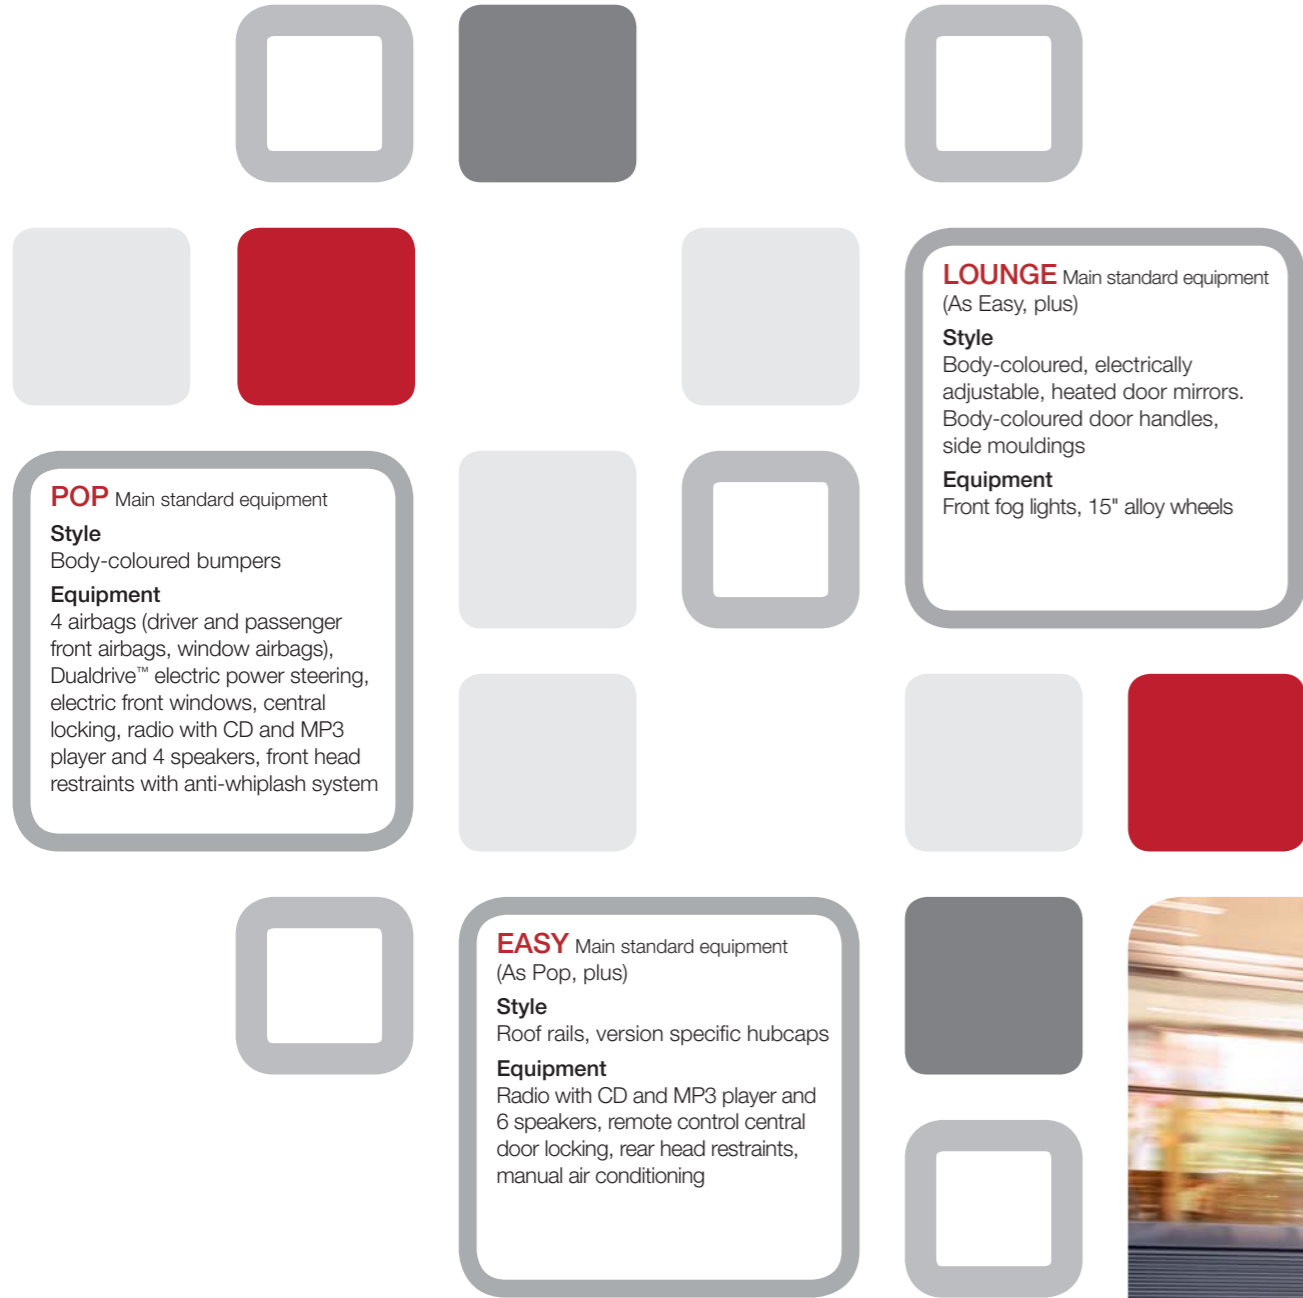 LOUNGE Main standard equipment
(As Easy, plus)
Style
Body-coloured, electrically
adjustable, heated door mirrors.
Body-coloured door handles,
side mouldings
Equipment
Front fog lights, 15" alloy wheels
POP Main standard equipment
Style
Body-coloured bumpers
Equipment
4 airbags (driver and passenger
front airbags, window airbags),
Dualdrive™ electric power steering,
electric front windows, central
locking, radio with CD and MP3
player and 4 speakers, front head
restraints with anti-whiplash system
EASY Main standard equipment
(As Pop, plus)
Style
Roof rails, version specific hubcaps
Equipment
Radio with CD and MP3 player and
6 speakers, remote control central
door locking, rear head restraints,
manual air conditioning